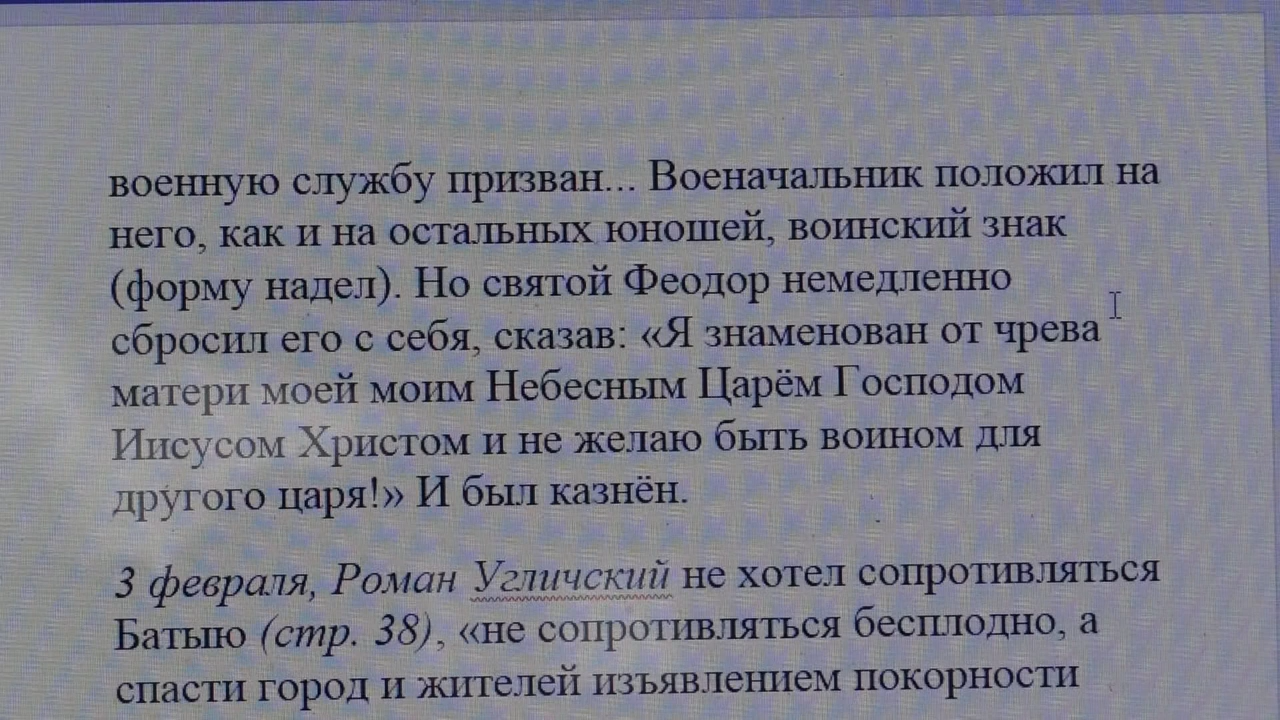 военную службу призван... Военачальник положил на
него, как и на остальных юношей, воинский знак
(форму надел). Но святой Феодор немедленно
сбросил его с себя, сказав: «Я знаменован от чрева
матери моей моим Небесным Царём Господом
Иисусом Христом и не желаю быть воином для
другого царя!» И был казнён.
3 февраля, Роман Угличский не хотел сопротивляться
Батыю (стр. 38), «не сопротивляться бесплодно, а
спасти город и жителей изъявлением покорности